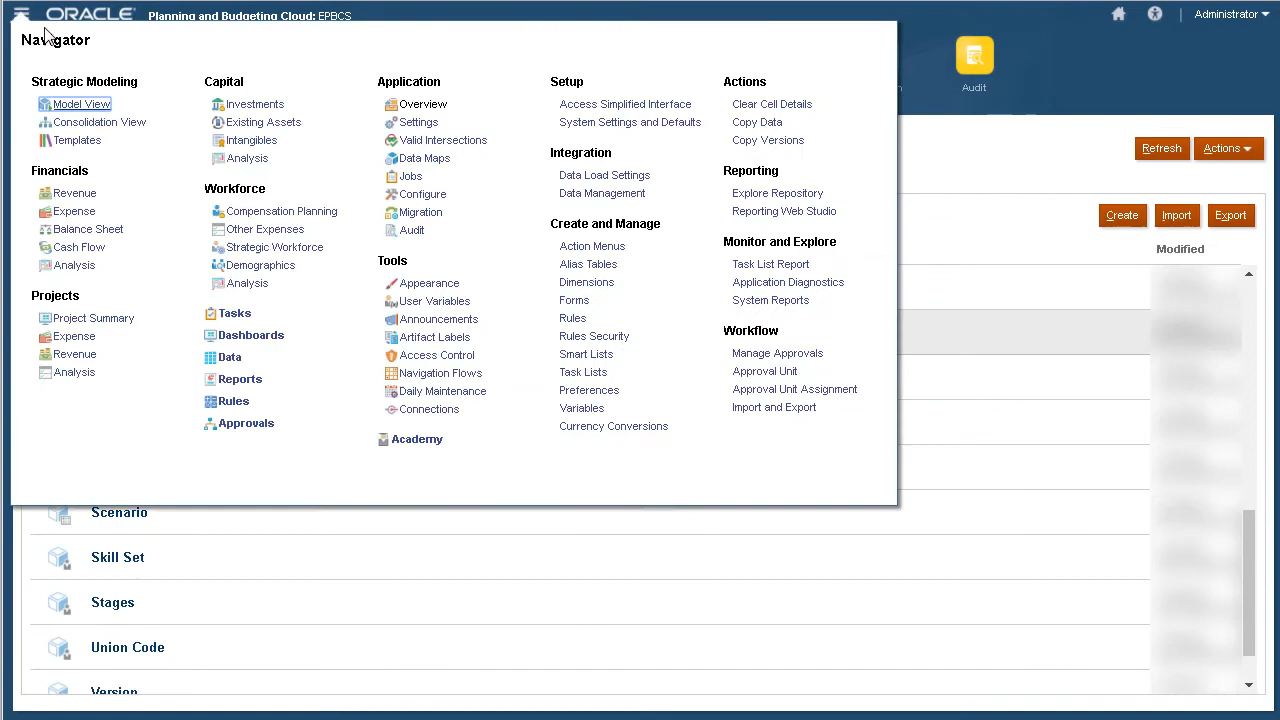 ORACLE Planning and Budgeting Cloud: EPBCS
Administrator
Navigator
Strategic Modeling
Model View
Consolidation View
Templates
Financials
Revenue
Expense
Balance Sheet
Cash Flow
Analysis
Projects
Project Summary
Expense
Revenue
Analysis
Capital
Investments
Existing Assets
Intangibles
Analysis
Workforce
Compensation Planning
Other Expenses
Strategic Workforce
Demographics
Analysis
Tasks
Dashboards
Data
Reports
Rules
Approvals
Application
Overview
Settings
Valid Intersections
Data Maps
Jobs
Configure
Migration
Audit
Tools
Appearance
User Variables
Announcements
Artifact Labels
Access Control
Navigation Flows
Daily Maintenance
Connections
Academy
Setup
Access Simplified Interface
System Settings and Defaults
Integration
Data Load Settings
Data Management
Create and Manage
Action Menus
Alias Tables
Dimensions
Forms
Rules
Rules Security
Smart Lists
Task Lists
Preferences
Variables
Currency Conversions
Actions
Clear Cell Details
Copy Data
Copy Versions
Reporting
Explore Repository
Reporting Web Studio
Monitor and Explore
Task List Report
Application Diagnostics
System Reports
Workflow
Manage Approvals
Approval Unit
Approval Unit Assignment
Import and Export
Audit
Refresh Actions
Create Import Export
Modified
Scenario
Skill Set
Stages
Union Code
Version